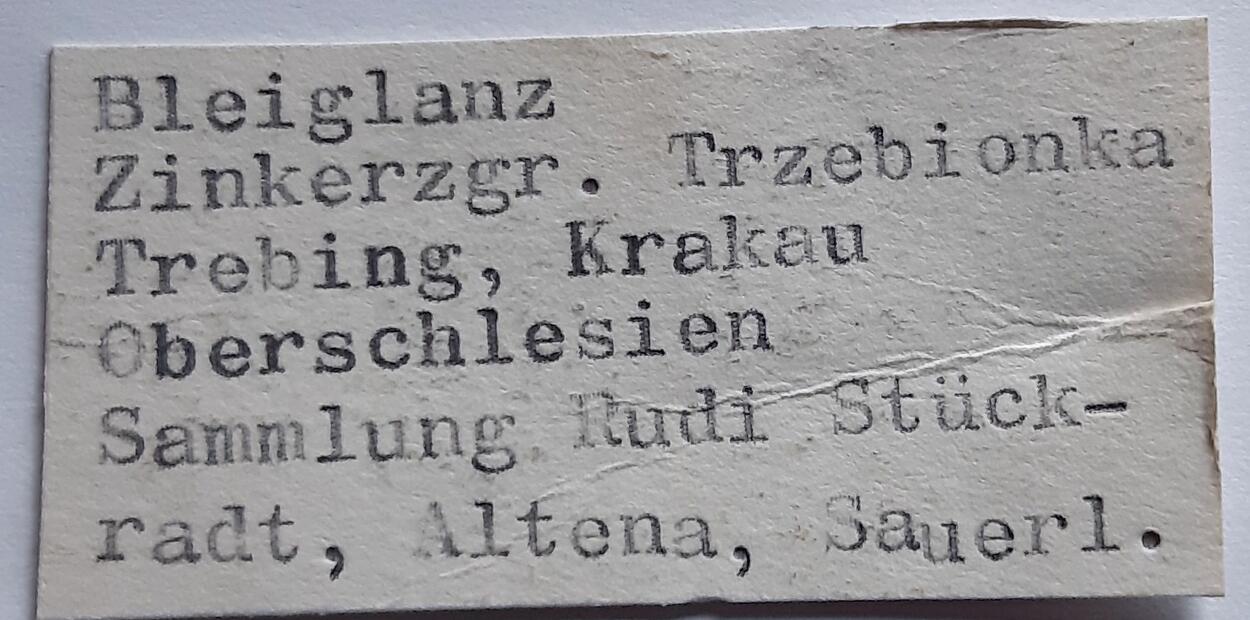 Bleiglanz
Zinkerzgr. Trzebionka
Trebing, Krakau
Oberschlesien
Sammlung Rudi Stück-
radt, Altena, Sauerl.